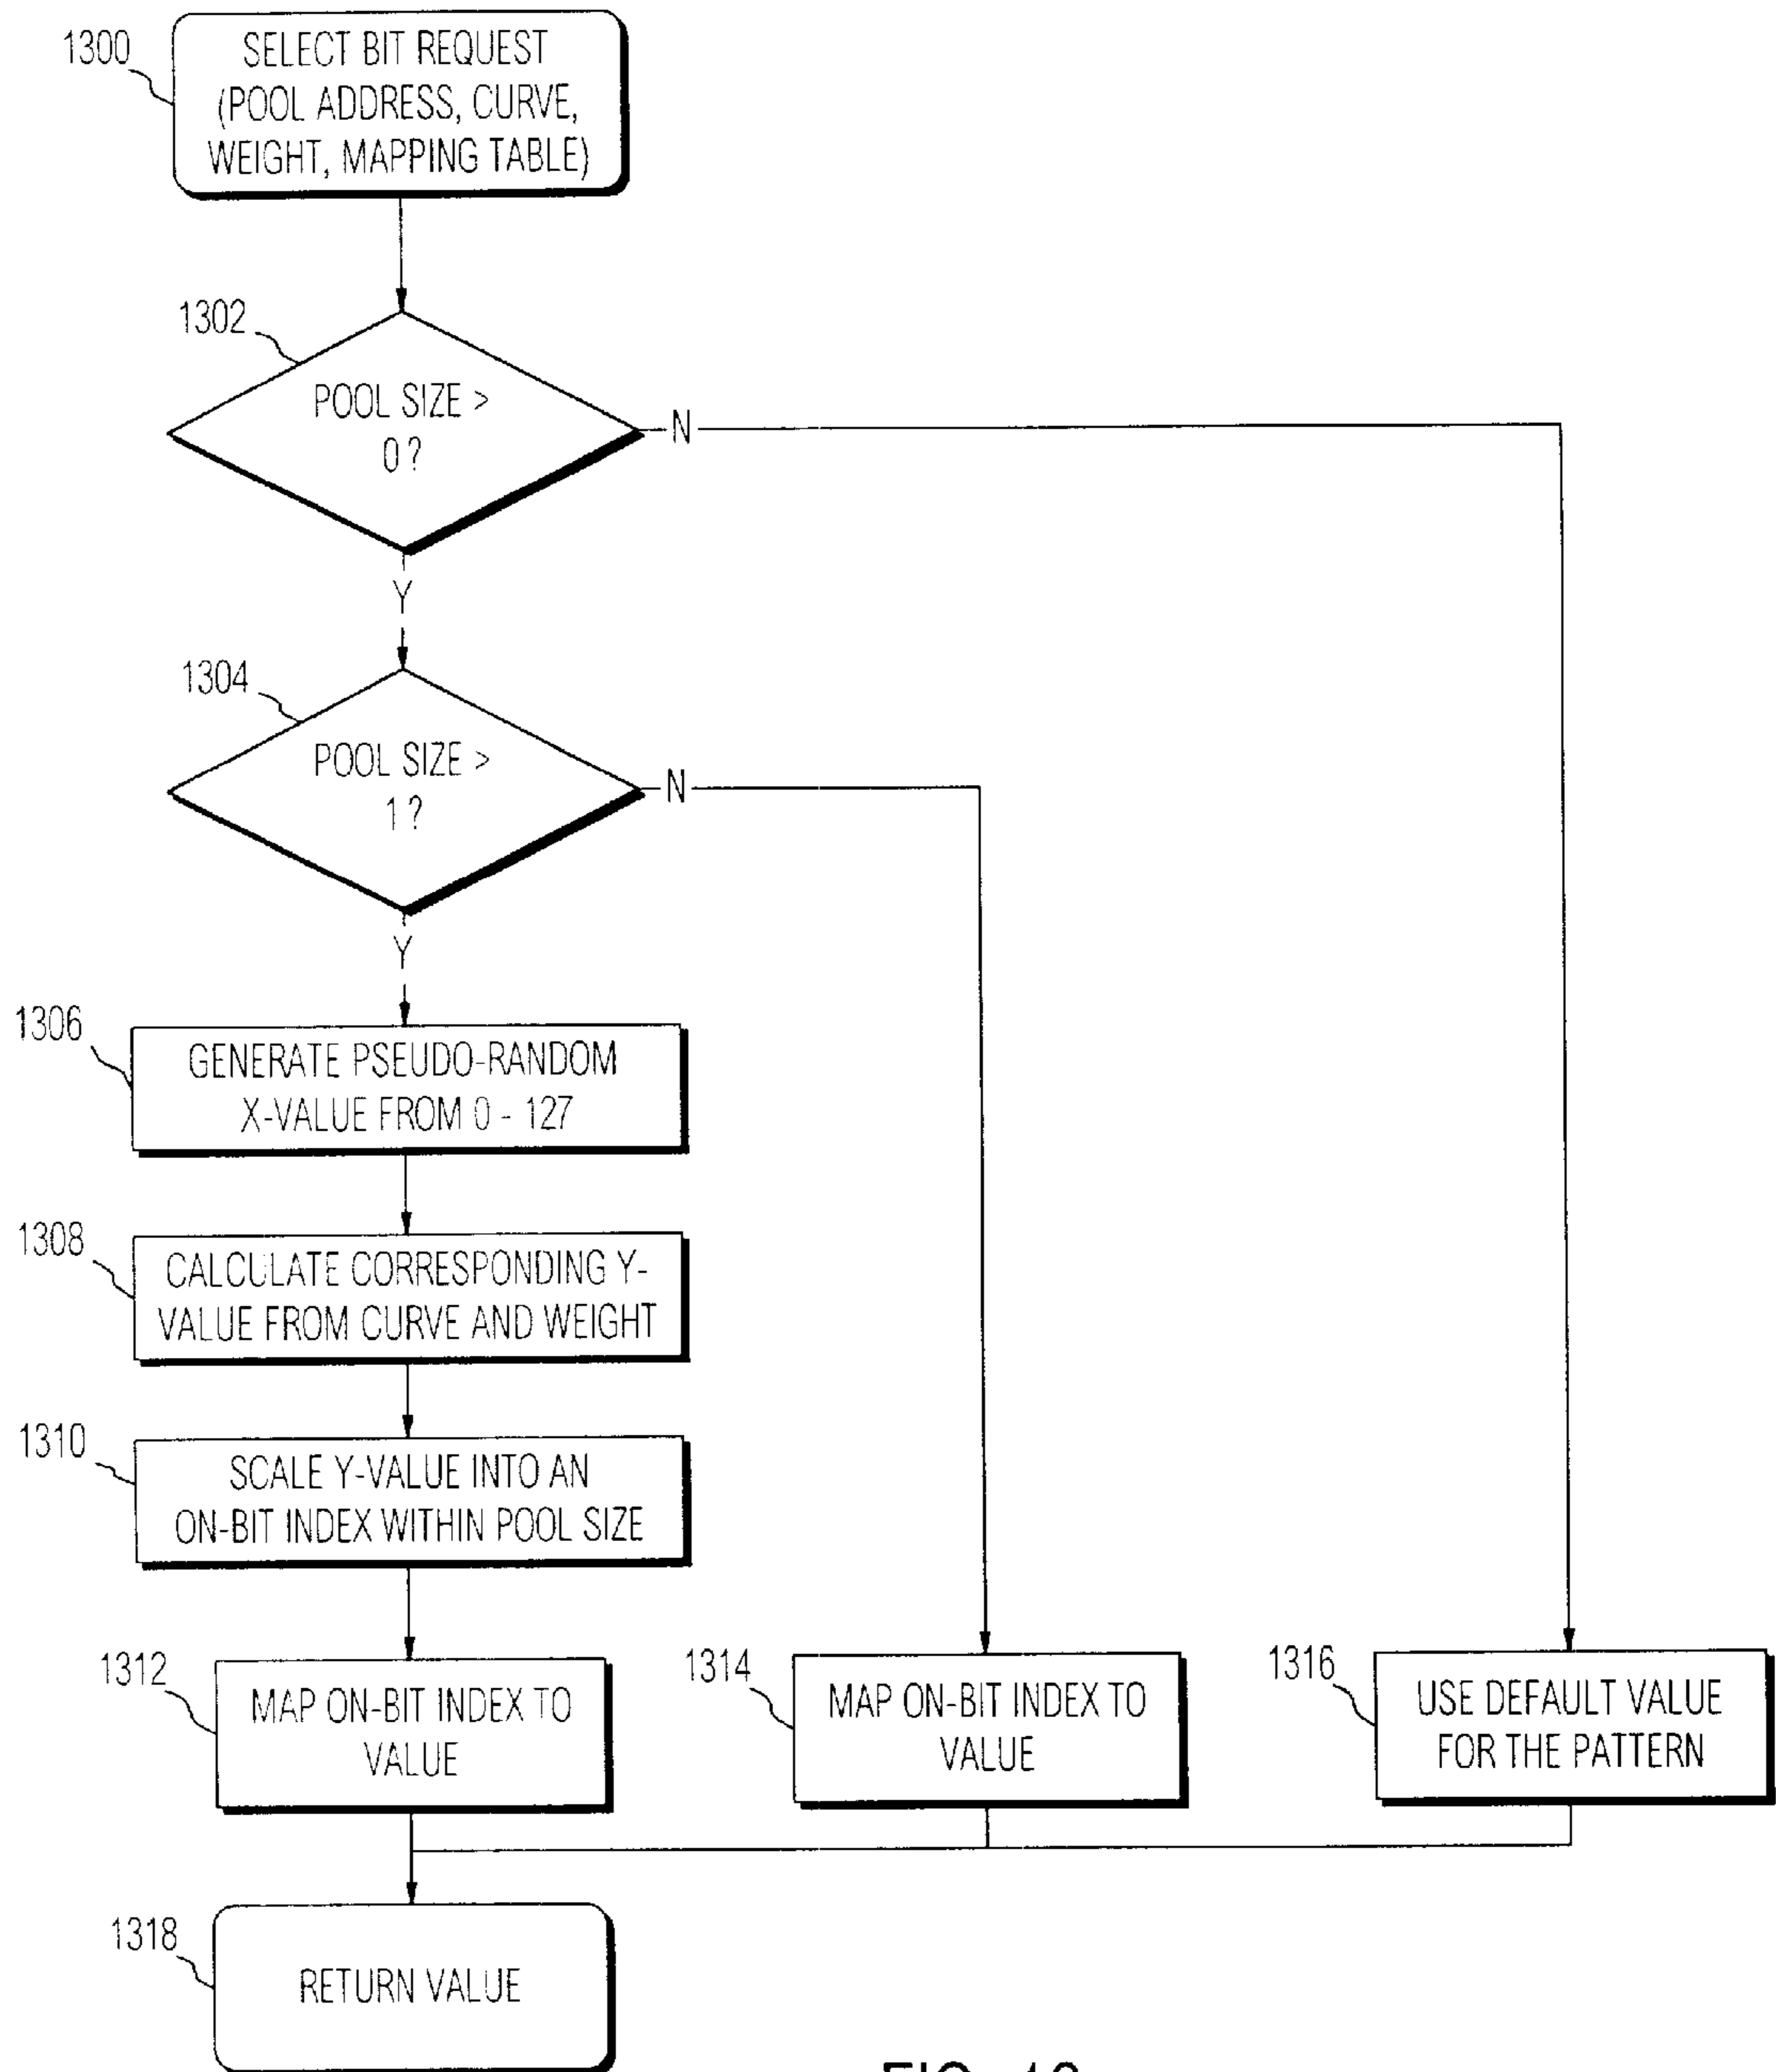 1300
SELECT BIT REQUEST
(POOL ADDRESS, CURVE,
WEIGHT, MAPPING TABLE)
1302
POOL SIZE >
0?
N
Y
1304
POOL SIZE >
1?
N
Y
1306
GENERATE PSEUDO-RANDOM
X-VALUE FROM 0 - 127
1308
CALCULATE CORRESPONDING Y-
VALUE FROM CURVE AND WEIGHT
1310
SCALE Y-VALUE INTO AN
ON-BIT INDEX WITHIN POOL SIZE
1312
MAP ON-BIT INDEX TO
VALUE
1314
MAP ON-BIT INDEX TO
VALUE
1316
USE DEFAULT VALUE
FOR THE PATTERN
1318
RETURN VALUE
FIG.